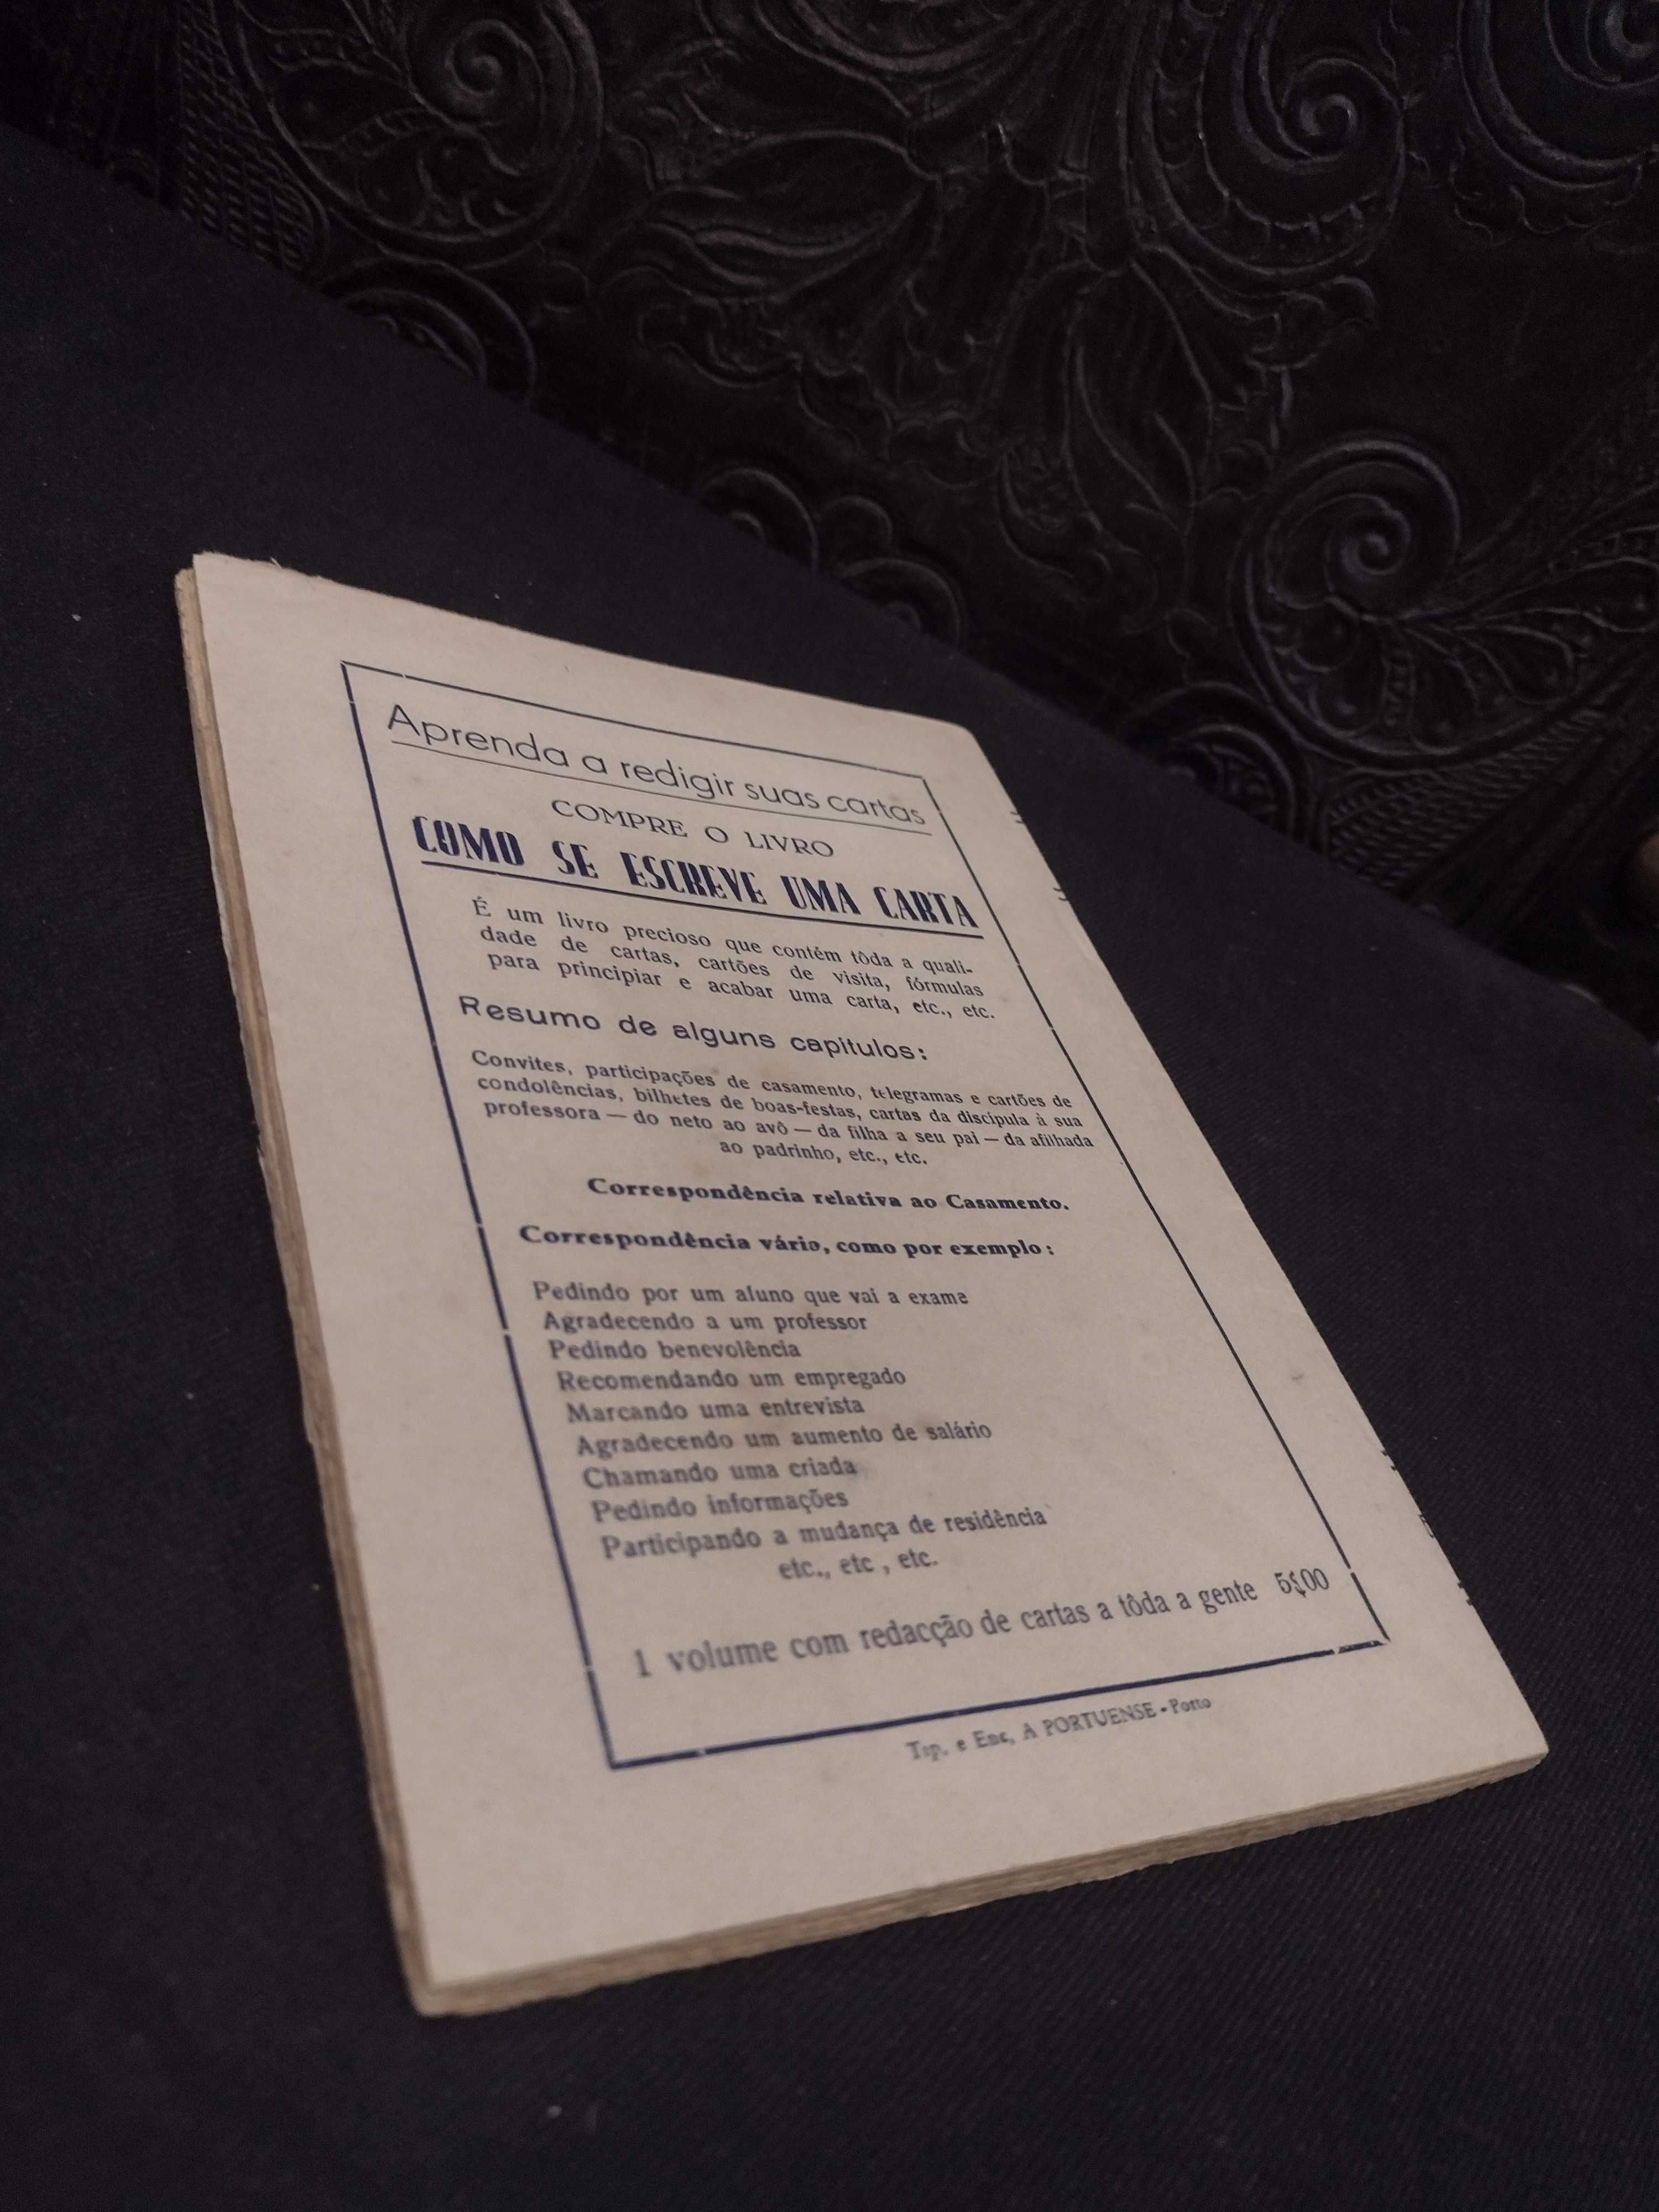 Aprenda a redigir suas cartas
COMPRE O LIVRO
COMO SE ESCREVE UMA CARTA
É um livro precioso que contém tôda a quali-
dade de cartas, cartões de visita, fórmulas
para principiar e acabar uma carta, etc., etc.
Resumo de alguns capitulos:
Convites, participações de casamento, telegramas e cartões de
condolências, bilhetes de boas-festas, cartas da discipula à sua
professora — do neto ao avô — da filha a seu pai — da afilhada
ao padrinho, etc., etc.
Correspondência relativa ao Casamento.
Correspondência vária, como por exemplo:
Pedindo por um aluno que vai a exame
Agradecendo a um professor
Pedindo benevolência
Recomendando um empregado
Marcando uma entrevista
Agradecendo um aumento de salário
Chamando uma criada
Pedindo informações
Participando a mudança de residência
etc., etc , etc.
1 volume com redacção de cartas a tôda a gente 5$00
Tip. e Enc. A PORTUENSE - Porto